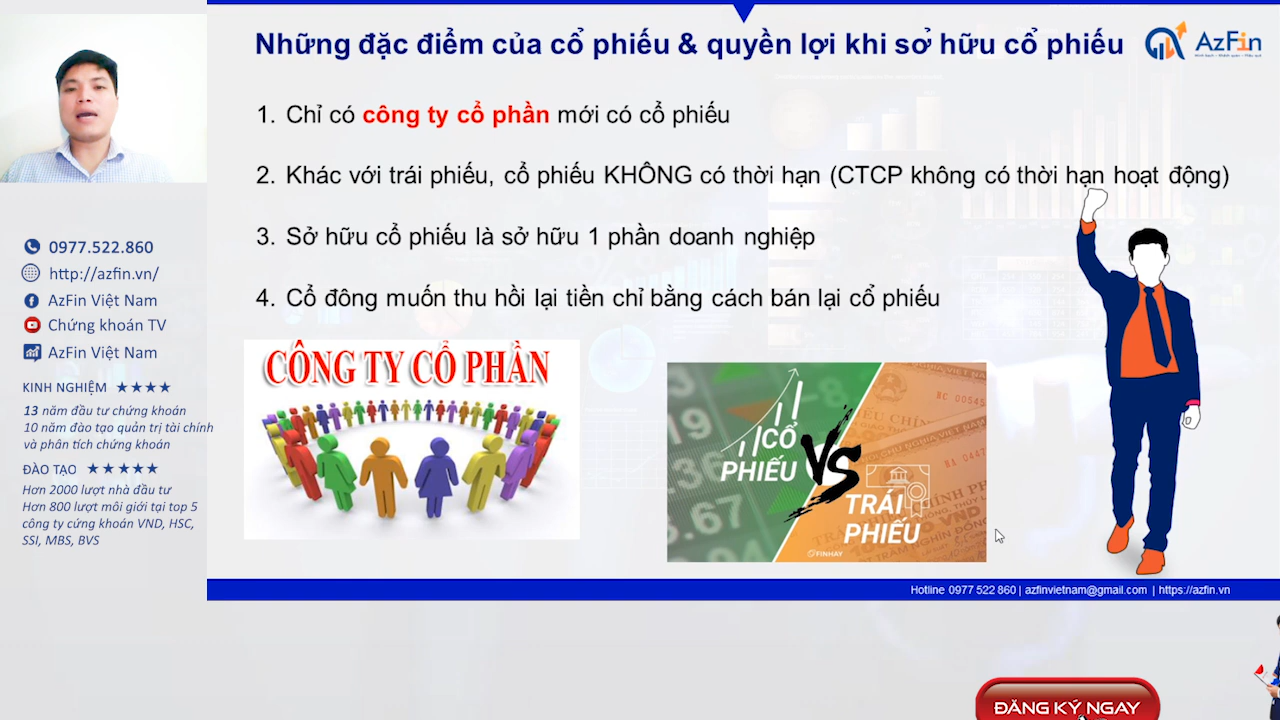 Những đặc điểm của cổ phiếu & quyền lợi khi sở hữu cổ phiếu
AzFin
1. Chỉ có công ty cổ phần mới có cổ phiếu
2. Khác với trái phiếu, cổ phiếu KHÔNG có thời hạn (CTCP không có thời hạn hoạt động)
3. Sở hữu cổ phiếu là sở hữu 1 phần doanh nghiệp
4. Cổ đông muốn thu hồi lại tiền chỉ bằng cách bán lại cổ phiếu
0977.522.860
http://azfin.vn/
AzFin Việt Nam
Chứng khoán TV
AzFin Việt Nam
KINH NGHIỆM ★★★★
13 năm đầu tư chứng khoán
10 năm đào tạo quản trị tài chính
và phân tích chứng khoán
ĐÀO TẠO ★★★★★
Hơn 2000 lượt nhà đầu tư
Hơn 800 lượt môi giới tại top 5
công ty cứng khoán VND, HSC,
SSI, MBS, BVS
CÔNG TY CỔ PHẦN
CỔ
PHIẾU
VS
TRÁI
PHIẾU
FINHAY
Hotline 0977 522 860 | azfinvietnam@gmail.com | https://azfin.vn
ĐĂNG KÝ NGAY